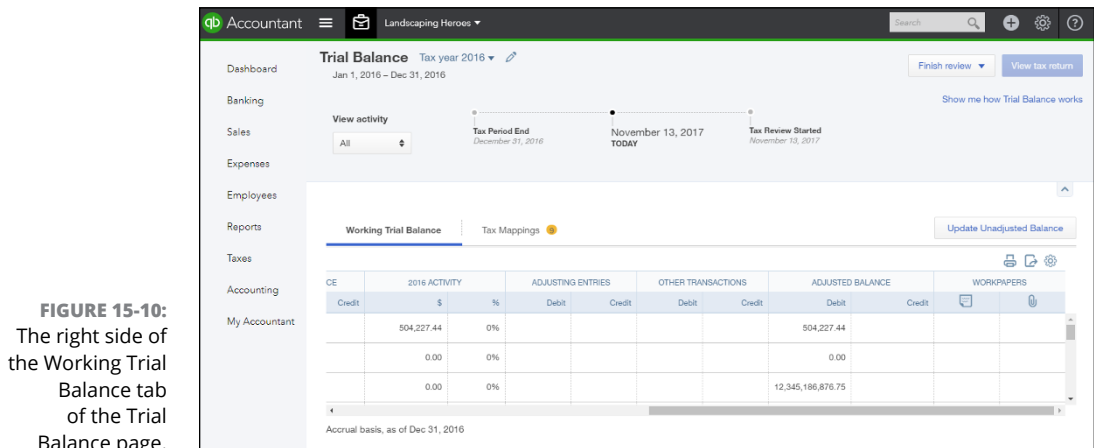 qb Accountant Landscaping Heroes Search
Trial Balance Tax year 2016 Finish review View tax return
Jan 1, 2016 – Dec 31, 2016
Show me how Trial Balance works
Dashboard
Banking
Sales
Expenses
Employees
Reports
Taxes
Accounting
My Accountant
View activity
All
Tax Period End November 13, 2017 Tax Review Started
December 31, 2016 TODAY November 13, 2017
Working Trial Balance Tax Mappings Update Unadjusted Balance
CE 2016 ACTIVITY ADJUSTING ENTRIES OTHER TRANSACTIONS ADJUSTED BALANCE WORKPAPERS
Credit $ % Debit Credit Debit Credit Debit Credit
504,227.44 0% 504,227.44
0.00 0% 0.00
0.00 0% 12,345,186,876.75
Accrual basis, as of Dec 31, 2016
FIGURE 15-10:
The right side of
the Working Trial
Balance tab
of the Trial
Balance page.